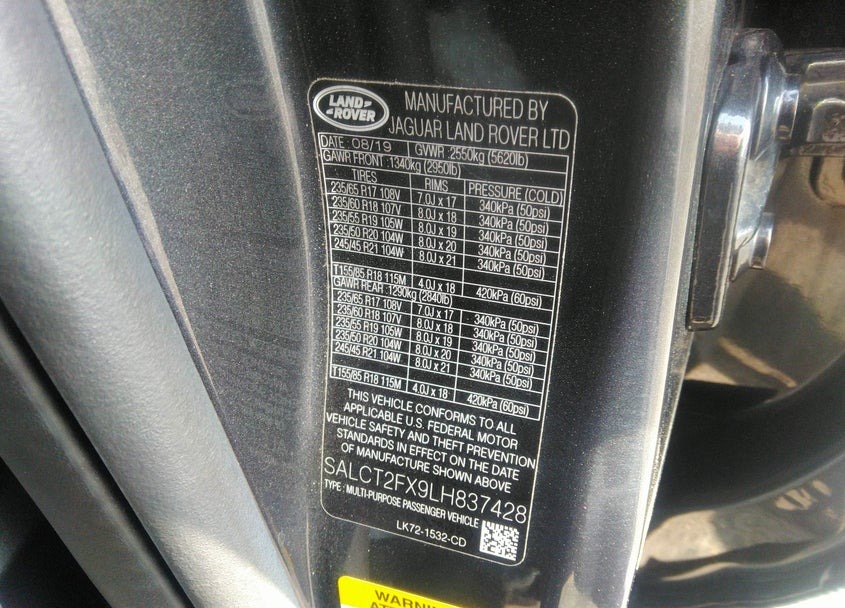 LAND-
-ROVER
MANUFACTURED BY
JAGUAR LAND ROVER LTD
DATE: 08/19 GVWR :2550kg (5620lb)
GAWR FRONT :1340kg (2950lb)
TIRES RIMS PRESSURE (COLD)
235/65 R17 108V 7.0J x 17 340kPa (50psi)
235/60 R18 107V 8.0J x 18 340kPa (50psi)
235/55 R19 105W 8.0J x 19 340kPa (50psi)
235/50 R20 104W 8.0J x 20 340kPa (50psi)
245/45 R21 104W 8.0J x 21 340kPa (50psi)
T155/85 R18 115M 4.0J x 18 420kPa (60psi)
GAWR REAR :1290kg (2840lb)
235/65 R17 108V 7.0J x 17 340kPa (50psi)
235/60 R18 107V 8.0J x 18 340kPa (50psi)
235/55 R19 105W 8.0J x 19 340kPa (50psi)
235/50 R20 104W 8.0J x 20 340kPa (50psi)
245/45 R21 104W 8.0J x 21 340kPa (50psi)
T155/85 R18 115M 4.0J x 18 420kPa (60psi)
THIS VEHICLE CONFORMS TO ALL
APPLICABLE U.S. FEDERAL MOTOR
VEHICLE SAFETY AND THEFT PREVENTION
STANDARDS IN EFFECT ON THE DATE
OF MANUFACTURE SHOWN ABOVE
SALCT2FX9LH837428
TYPE : MULTI-PURPOSE PASSENGER VEHICLE
LK72-1532-CD